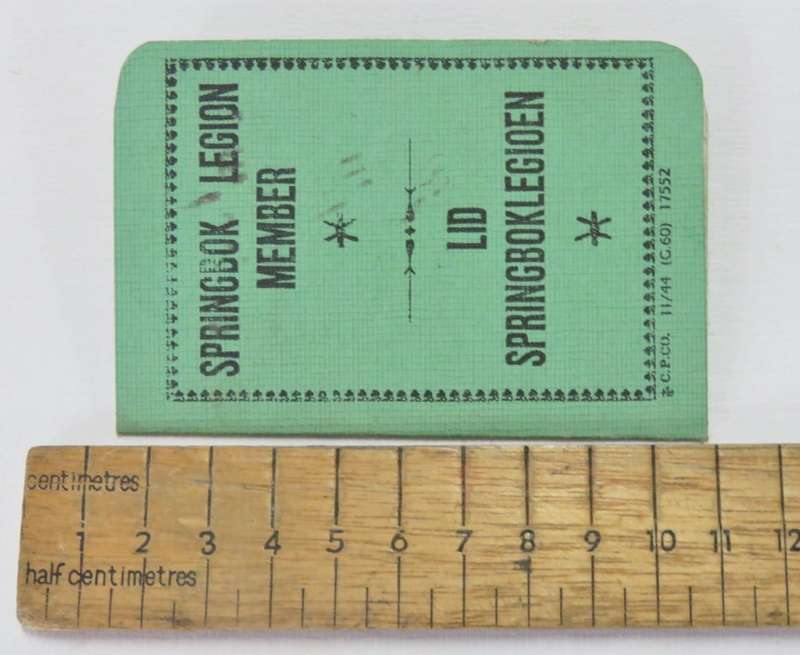 SPRINGBOK LEGION
MEMBER
LID
SPRINGBOKLEGIOEN
C.P.CO. 11/44 (C.60) 17552
centimetres
1 2 3 4 5 6 7 8 9 10 11 12
half centimetres